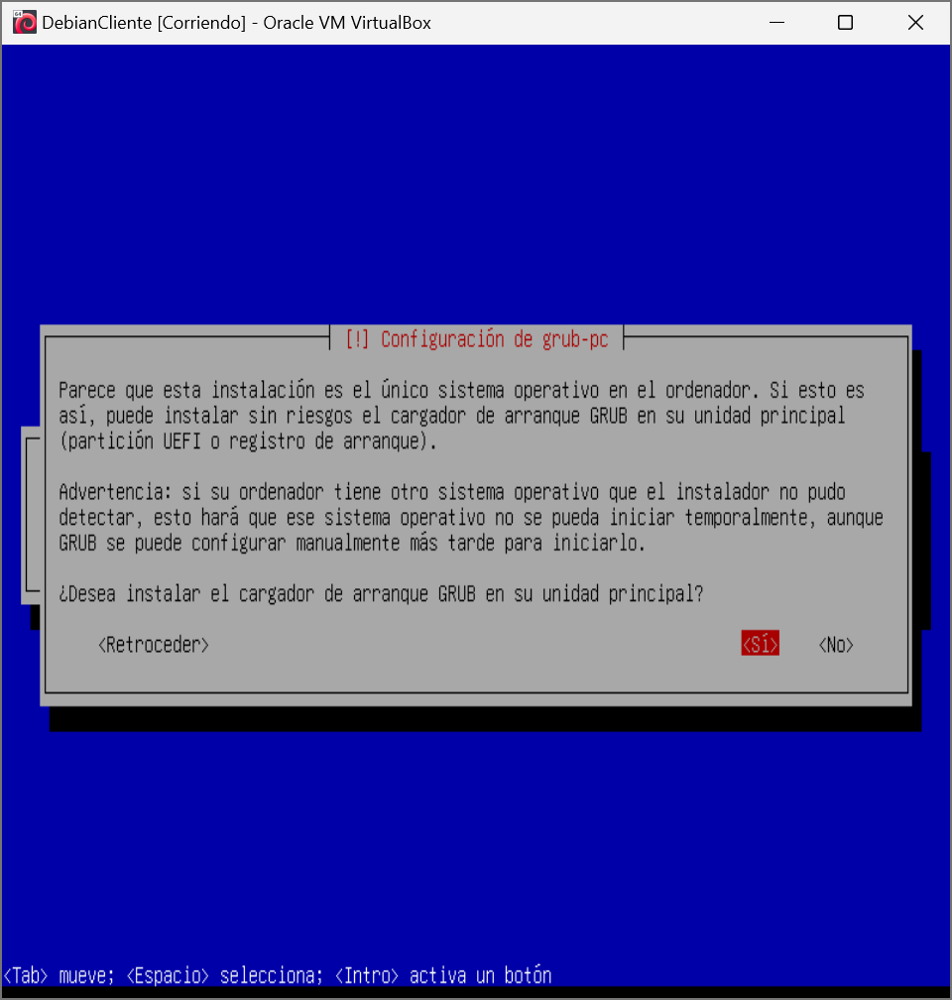 64
DebianCliente [Corriendo] - Oracle VM VirtualBox
[!] Configuración de grub-pc
Parece que esta instalación es el único sistema operativo en el ordenador. Si esto es
así, puede instalar sin riesgos el cargador de arranque GRUB en su unidad principal
(partición UEFI o registro de arranque).
Advertencia: si su ordenador tiene otro sistema operativo que el instalador no pudo
detectar, esto hará que ese sistema operativo no se pueda iniciar temporalmente, aunque
GRUB se puede configurar manualmente más tarde para iniciarlo.
¿Desea instalar el cargador de arranque GRUB en su unidad principal?
<Retroceder> <Sí> <No>
<Tab> mueve; <Espacio> selecciona; <Intro> activa un botón